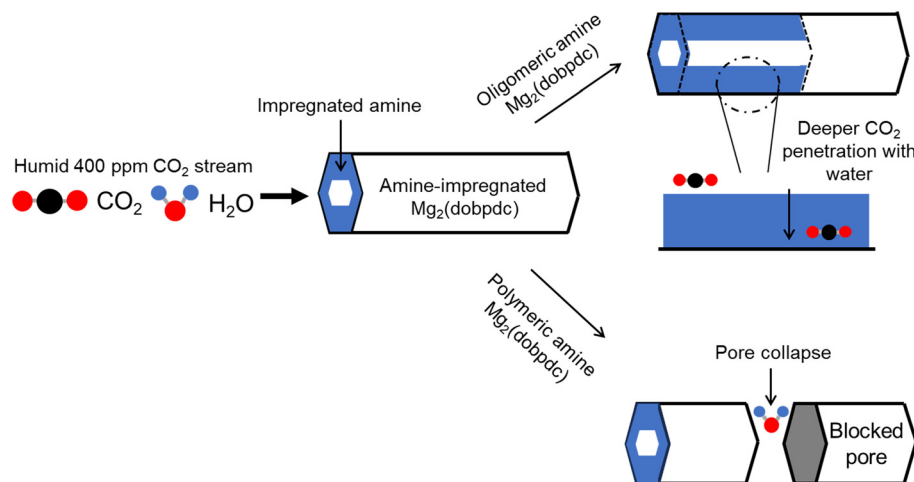 Humid 400 ppm CO₂ stream
CO₂
H₂O
Impregnated amine
Amine-impregnated
Mg₂(dobpdc)
Oligomeric amine
Mg₂(dobpdc)
Deeper CO₂
penetration with
water
Polymeric amine
Mg₂(dobpdc)
Pore collapse
Blocked
pore